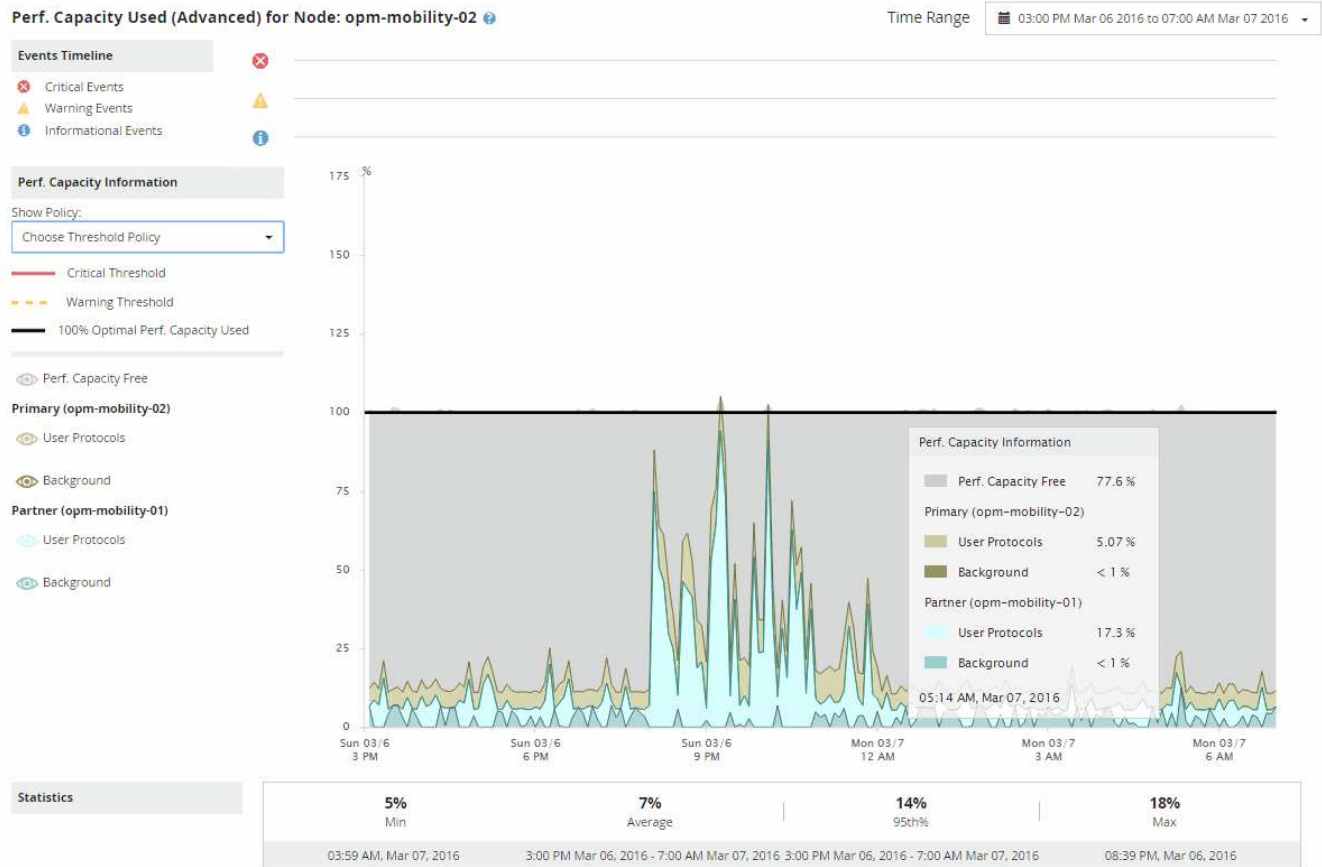 Perf. Capacity Used (Advanced) for Node: opm-mobility-02 ?
Time Range 03:00 PM Mar 06 2016 to 07:00 AM Mar 07 2016
Events Timeline
Critical Events
Warning Events
Informational Events
Perf. Capacity Information
Show Policy:
Choose Threshold Policy
Critical Threshold
Warning Threshold
100% Optimal Perf. Capacity Used
Perf. Capacity Free
Primary (opm-mobility-02)
User Protocols
Background
Partner (opm-mobility-01)
User Protocols
Background
%
175
150
125
100
75
50
25
0
Sun 03/6 Sun 03/6 Sun 03/6 Mon 03/7 Mon 03/7 Mon 03/7
3 PM 6 PM 9 PM 12 AM 3 AM 6 AM
Perf. Capacity Information
Perf. Capacity Free 77.6 %
Primary (opm-mobility-02)
User Protocols 5.07 %
Background < 1 %
Partner (opm-mobility-01)
User Protocols 17.3 %
Background < 1 %
05:14 AM, Mar 07, 2016
Statistics
5% 7% 14% 18%
Min Average 95th% Max
03:59 AM, Mar 07, 2016 3:00 PM Mar 06, 2016 - 7:00 AM Mar 07, 2016 3:00 PM Mar 06, 2016 - 7:00 AM Mar 07, 2016 08:39 PM, Mar 06, 2016